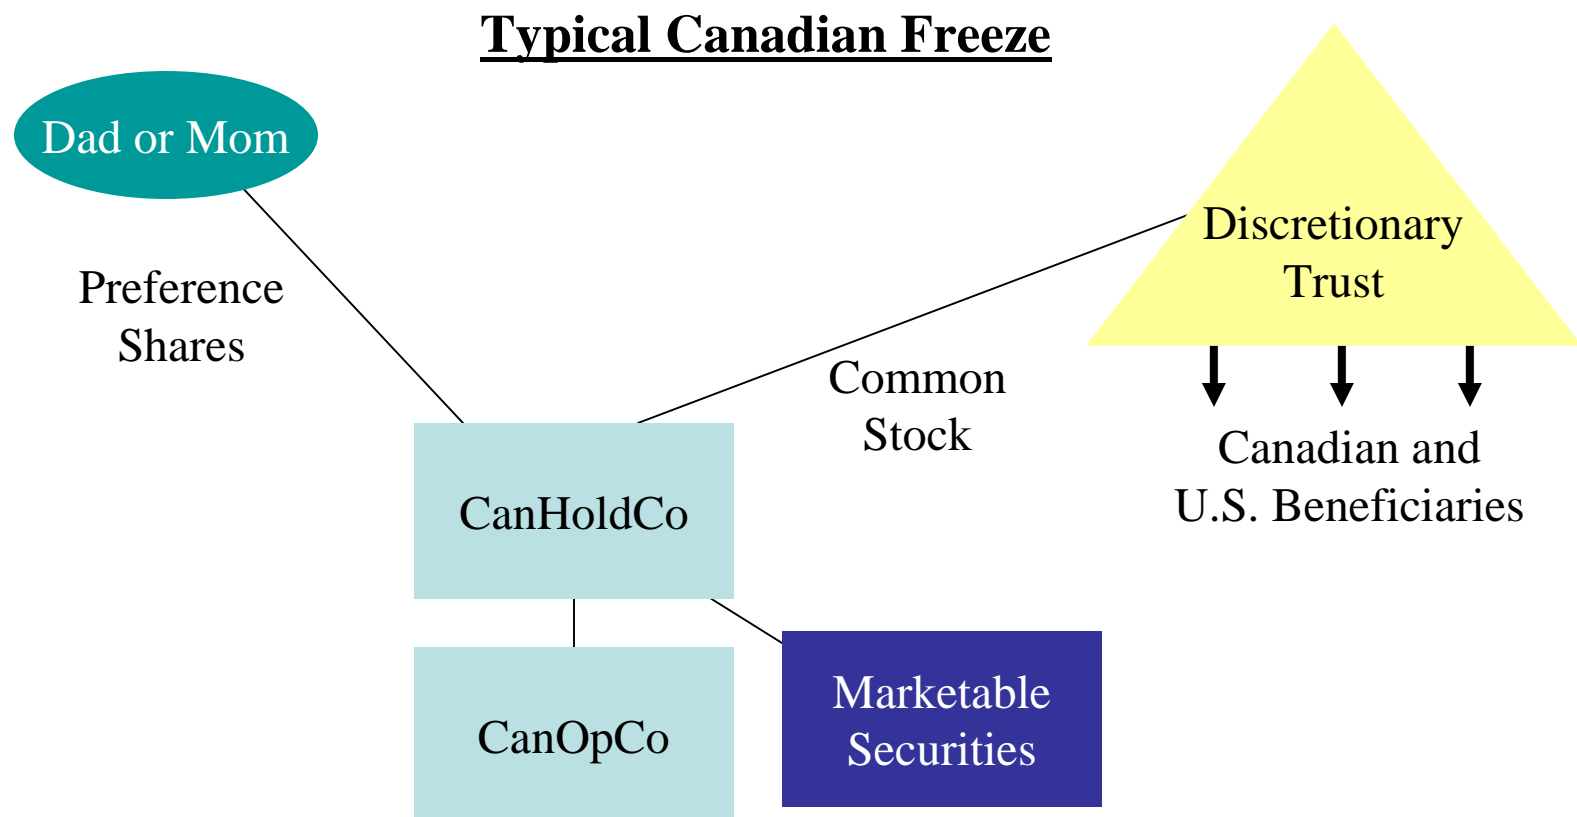 Typical Canadian Freeze
Dad or Mom
Discretionary
Trust
Preference
Shares
Common
Stock
Canadian and
U.S. Beneficiaries
CanHoldCo
CanOpCo
Marketable
Securities